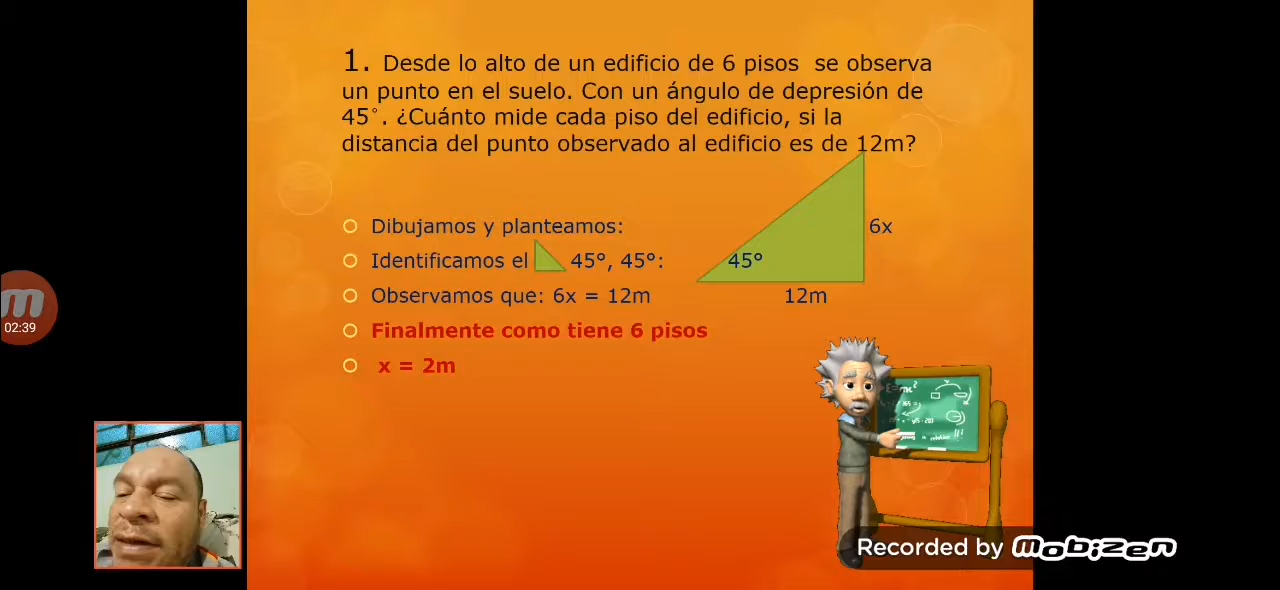 1. Desde lo alto de un edificio de 6 pisos se observa
un punto en el suelo. Con un ángulo de depresión de
45°. ¿Cuánto mide cada piso del edificio, si la
distancia del punto observado al edificio es de 12m?
Dibujamos y planteamos:
6x
Identificamos el 45º, 45º:
45º
Observamos que: 6x = 12m
12m
Finalmente como tiene 6 pisos
x = 2m
02:39
Recorded by Mobizen